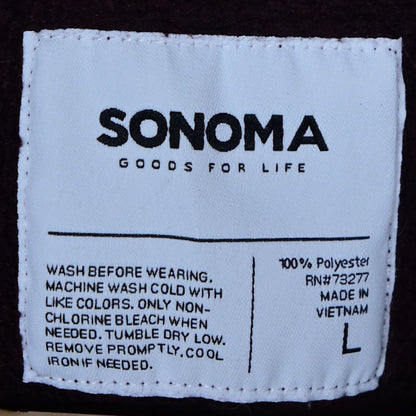 SONOMA
GOODS FOR LIFE
WASH BEFORE WEARING.
MACHINE WASH COLD WITH
LIKE COLORS. ONLY NON-
CHLORINE BLEACH WHEN
NEEDED. TUMBLE DRY LOW.
REMOVE PROMPTLY. COOL
IRON IF NEEDED.
100% Polyester
RN#73277
MADE IN
VIETNAM
L